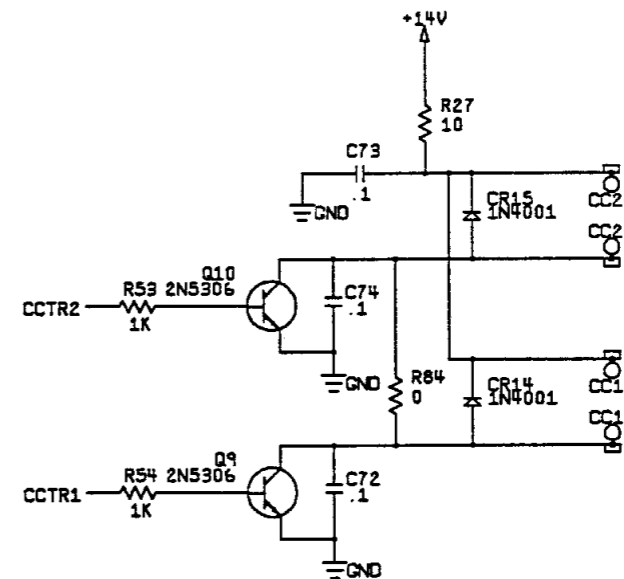 +14V
R27
10
C73
.1
GND
CR15
1N4001
CC2
CC2
Q10
R53 2N5306
CCTR2
1K
C74
.1
GND
R84
0
CR14
1N4001
CC1
CC1
Q9
R54 2N5306
CCTR1
1K
C72
.1
GND